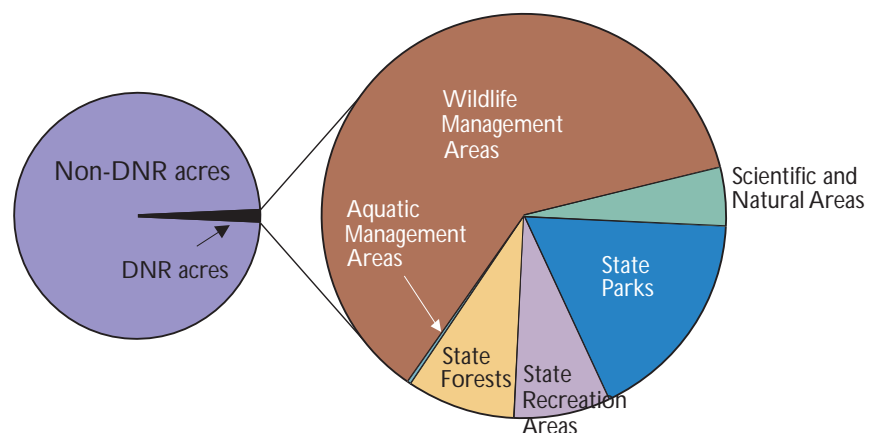 Non-DNR acres
DNR acres
Wildlife
Management
Areas
Aquatic
Management
Areas
Scientific and
Natural Areas
State
Parks
State
Forests
State
Recreation
Areas